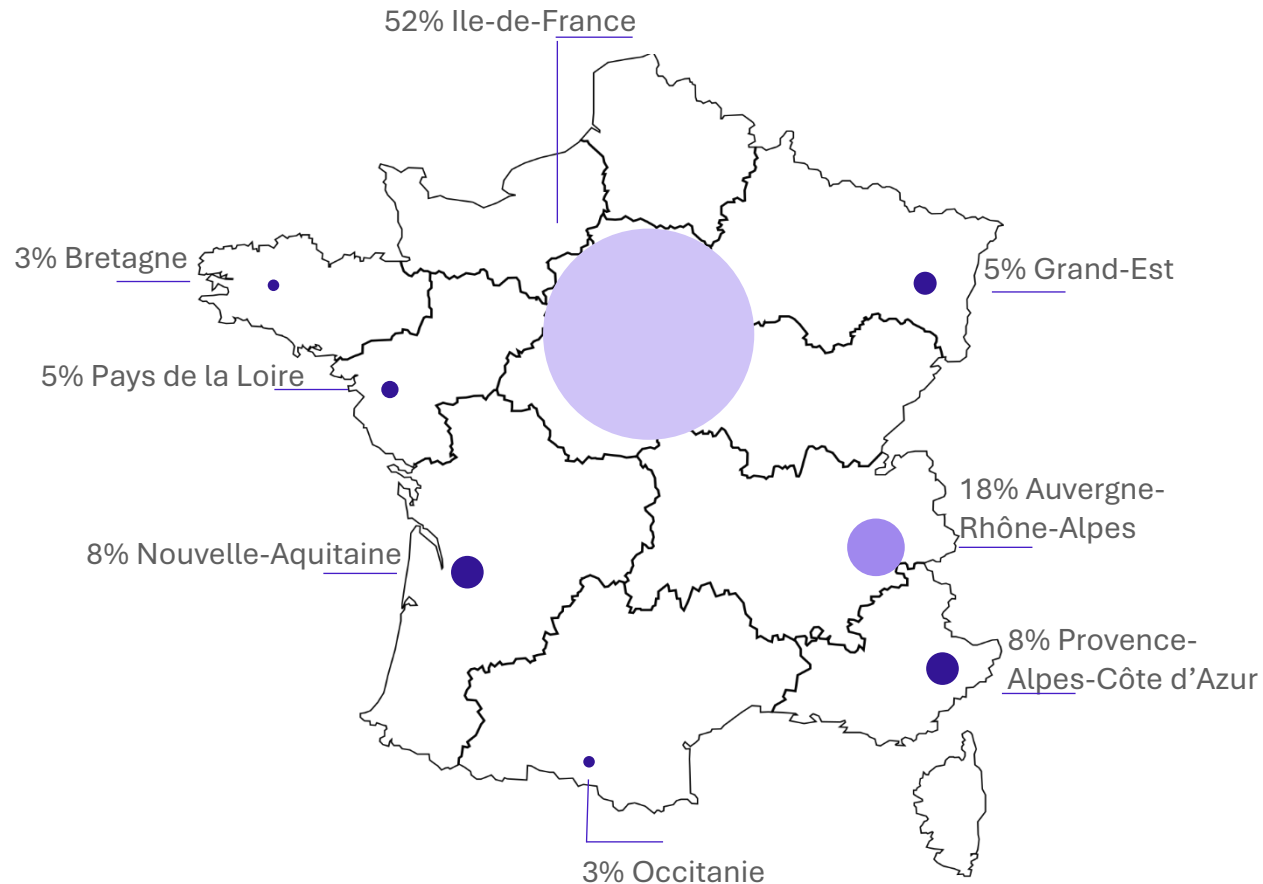 52% Ile-de-France
3% Bretagne
5% Grand-Est
5% Pays de la Loire
18% Auvergne-
Rhône-Alpes
8% Nouvelle-Aquitaine
8% Provence-
Alpes-Côte d’Azur
3% Occitanie